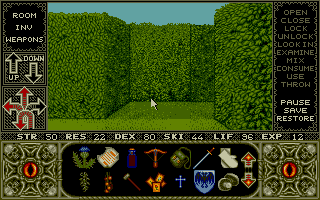 ROOM
INV
WEAPONS
UP
DOWN
OPEN
CLOSE
LOCK
UNLOCK
LOOK IN
EXAMINE
MIX
CONSUME
USE
THROW
PAUSE
SAVE
RESTORE
STR 50 RES 22 DEX 80 SKI 44 LIF 96 EXP 12